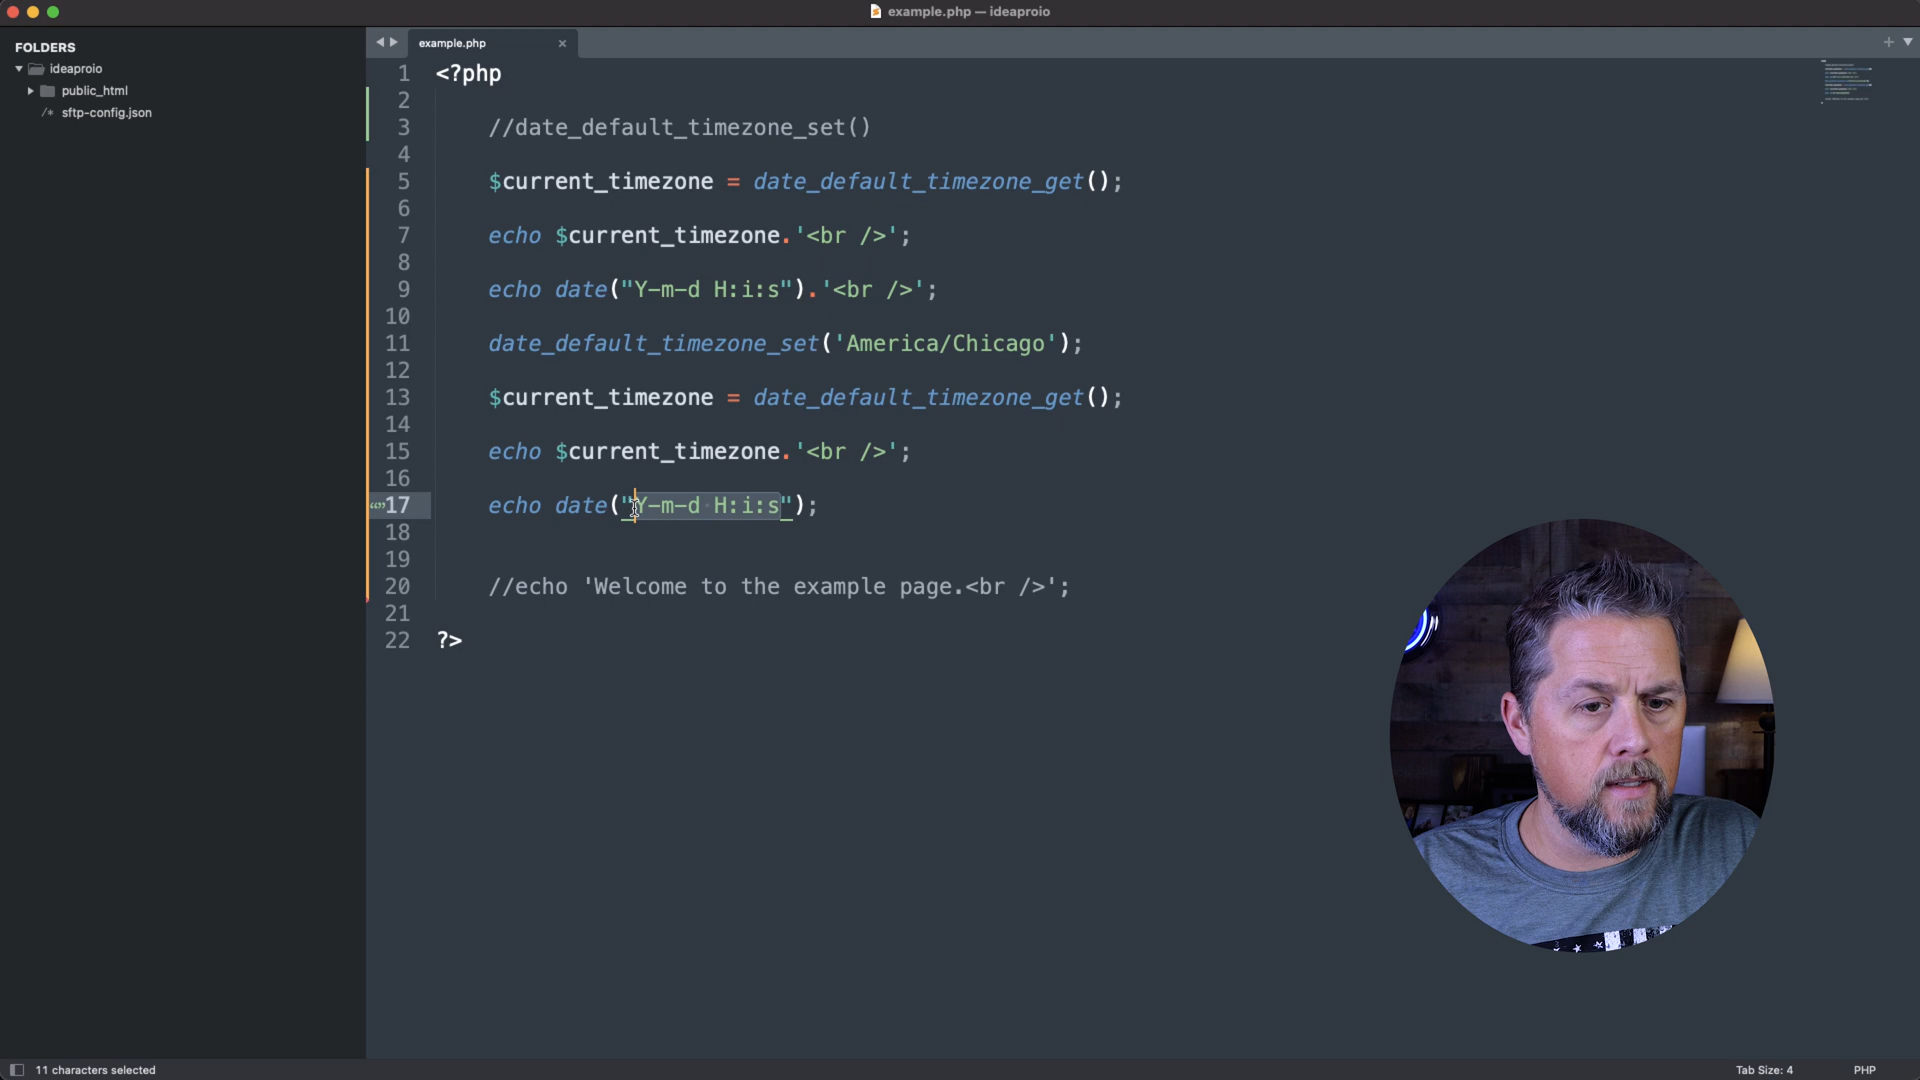 example.php — ideaproio
FOLDERS
ideaproio
public_html
/* sftp-config.json
example.php
1 <?php
2
3 //date_default_timezone_set()
4
5 $current_timezone = date_default_timezone_get();
6
7 echo $current_timezone.'<br />';
8
9 echo date("Y-m-d H:i:s").'<br />';
10
11 date_default_timezone_set('America/Chicago');
12
13 $current_timezone = date_default_timezone_get();
14
15 echo $current_timezone.'<br />';
16
17 echo date("Y-m-d H:i:s");
18
19
20 //echo 'Welcome to the example page.<br />';
21
22 ?>
11 characters selected
Tab Size: 4
PHP